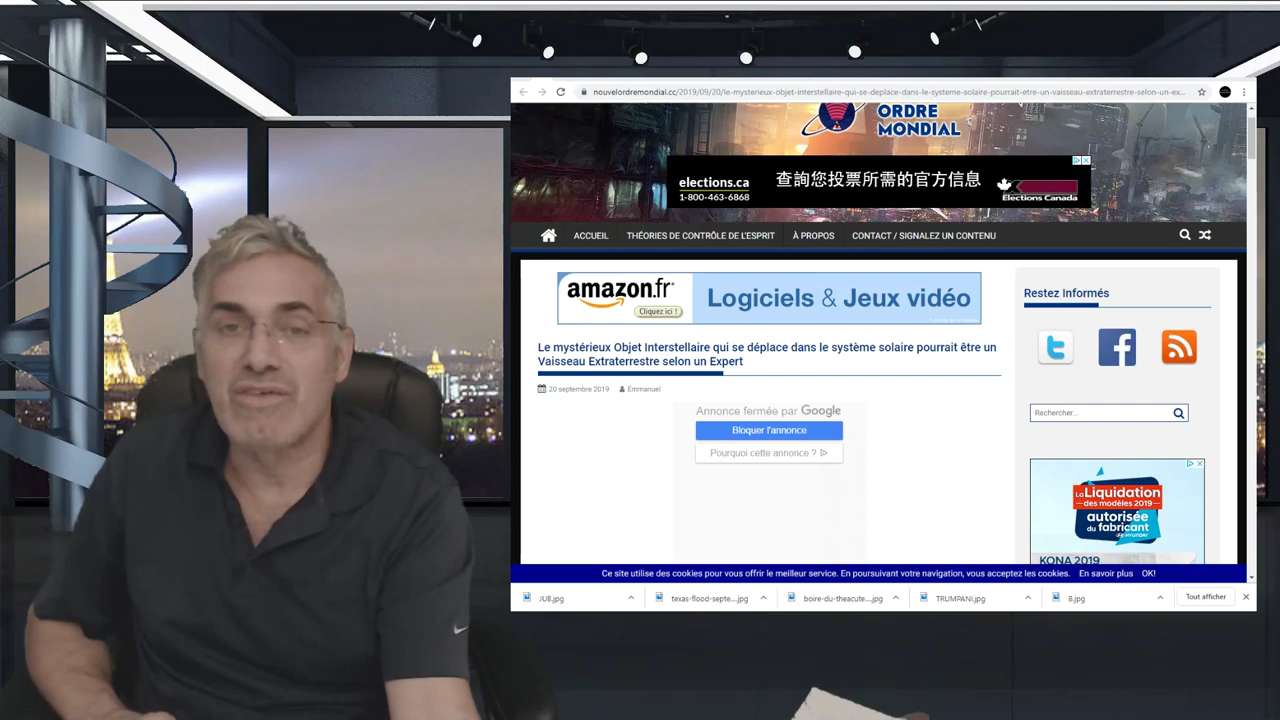 nouvelordremondial.cc/2019/09/20/le-mysterieux-objet-interstellaire-qui-se-deplace-dans-le-systeme-solaire-pourrait-etre-un-vaisseau-extraterrestre-selon-un-ex...
ORDRE
MONDIAL
elections.ca
1-800-463-6868
查詢您投票所需的官方信息
Elections Canada
ACCUEIL THÉORIES DE CONTRÔLE DE L'ESPRIT À PROPOS CONTACT / SIGNALEZ UN CONTENU
amazon.fr
Cliquez ici !
Logiciels & Jeux vidéo
Le mystérieux Objet Interstellaire qui se déplace dans le système solaire pourrait être un
Vaisseau Extraterrestre selon un Expert
20 septembre 2019 Emmanuel
Annonce fermée par Google
Bloquer l'annonce
Pourquoi cette annonce ?
Restez Informés
Rechercher...
La Liquidation
des modèles 2019
autorisée
du fabricant
HYUNDAI
KONA 2019
Ce site utilise des cookies pour vous offrir le meilleur service. En poursuivant votre navigation, vous acceptez les cookies. En savoir plus OK!
JUB.jpg texas-flood-septe....jpg boire-du-theacute....jpg TRUMPANI.jpg B.jpg Tout afficher